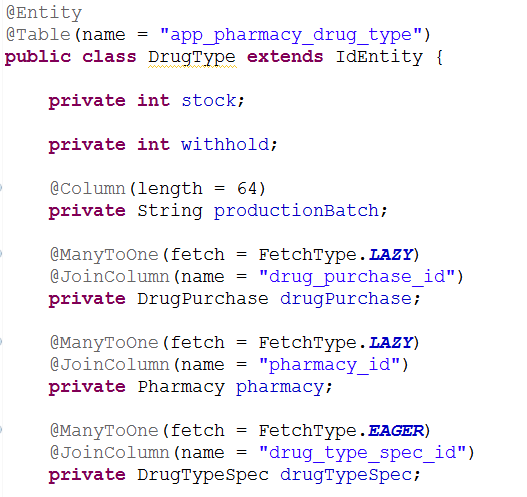 @Entity
@Table(name = "app_pharmacy_drug_type")
public class DrugType extends IdEntity {
private int stock;
private int withhold;
@Column(length = 64)
private String productionBatch;
@ManyToOne(fetch = FetchType.LAZY)
@JoinColumn(name = "drug_purchase_id")
private DrugPurchase drugPurchase;
@ManyToOne(fetch = FetchType.LAZY)
@JoinColumn(name = "pharmacy_id")
private Pharmacy pharmacy;
@ManyToOne(fetch = FetchType.EAGER)
@JoinColumn(name = "drug_type_spec_id")
private DrugTypeSpec drugTypeSpec;